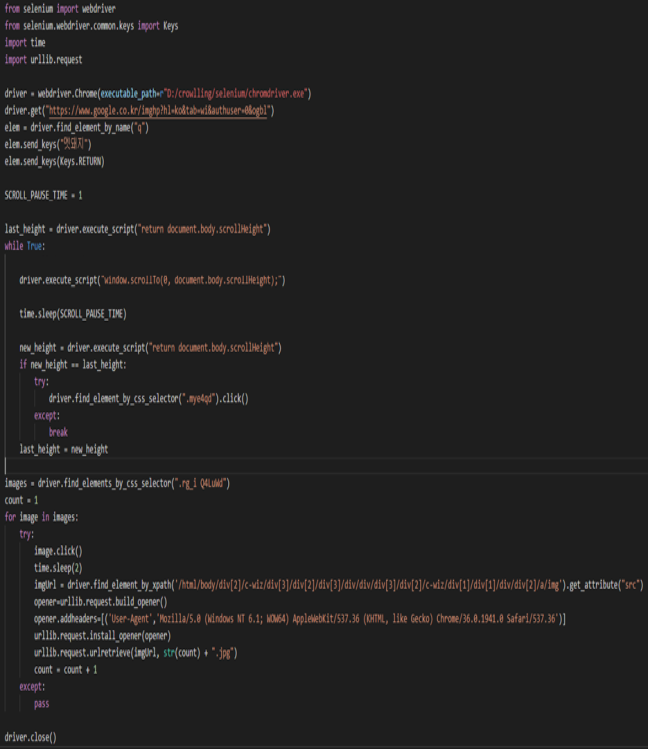 from selenium import webdriver
from selenium.webdriver.common.keys import Keys
import time
import urllib.request
driver = webdriver.Chrome(executable_path=r"D:/crowlling/selenium/chromdriver.exe")
driver.get("https://www.google.co.kr/imghp?hl=ko&tab=wi&authuser=0&ogbl")
elem = driver.find_element_by_name("q")
elem.send_keys("멋돼지")
elem.send_keys(Keys.RETURN)
SCROLL_PAUSE_TIME = 1
last_height = driver.execute_script("return document.body.scrollHeight")
while True:
driver.execute_script("window.scrollTo(0, document.body.scrollHeight);")
time.sleep(SCROLL_PAUSE_TIME)
new_height = driver.execute_script("return document.body.scrollHeight")
if new_height == last_height:
try:
driver.find_element_by_css_selector(".mye4qd").click()
except:
break
last_height = new_height
images = driver.find_elements_by_css_selector(".rg_i Q4LuWd")
count = 1
for image in images:
try:
image.click()
time.sleep(2)
imgUrl = driver.find_element_by_xpath('/html/body/div[2]/c-wiz/div[3]/div[2]/div[3]/div/div/div[3]/div[2]/c-wiz/div[1]/div[1]/div/div[2]/a/img').get_attribute("src")
opener=urllib.request.build_opener()
opener.addheaders=[('User-Agent','Mozilla/5.0 (Windows NT 6.1; WOW64) AppleWebKit/537.36 (KHTML, like Gecko) Chrome/36.0.1941.0 Safari/537.36')]
urllib.request.install_opener(opener)
urllib.request.urlretrieve(imgUrl, str(count) + ".jpg")
count = count + 1
except:
pass
driver.close()